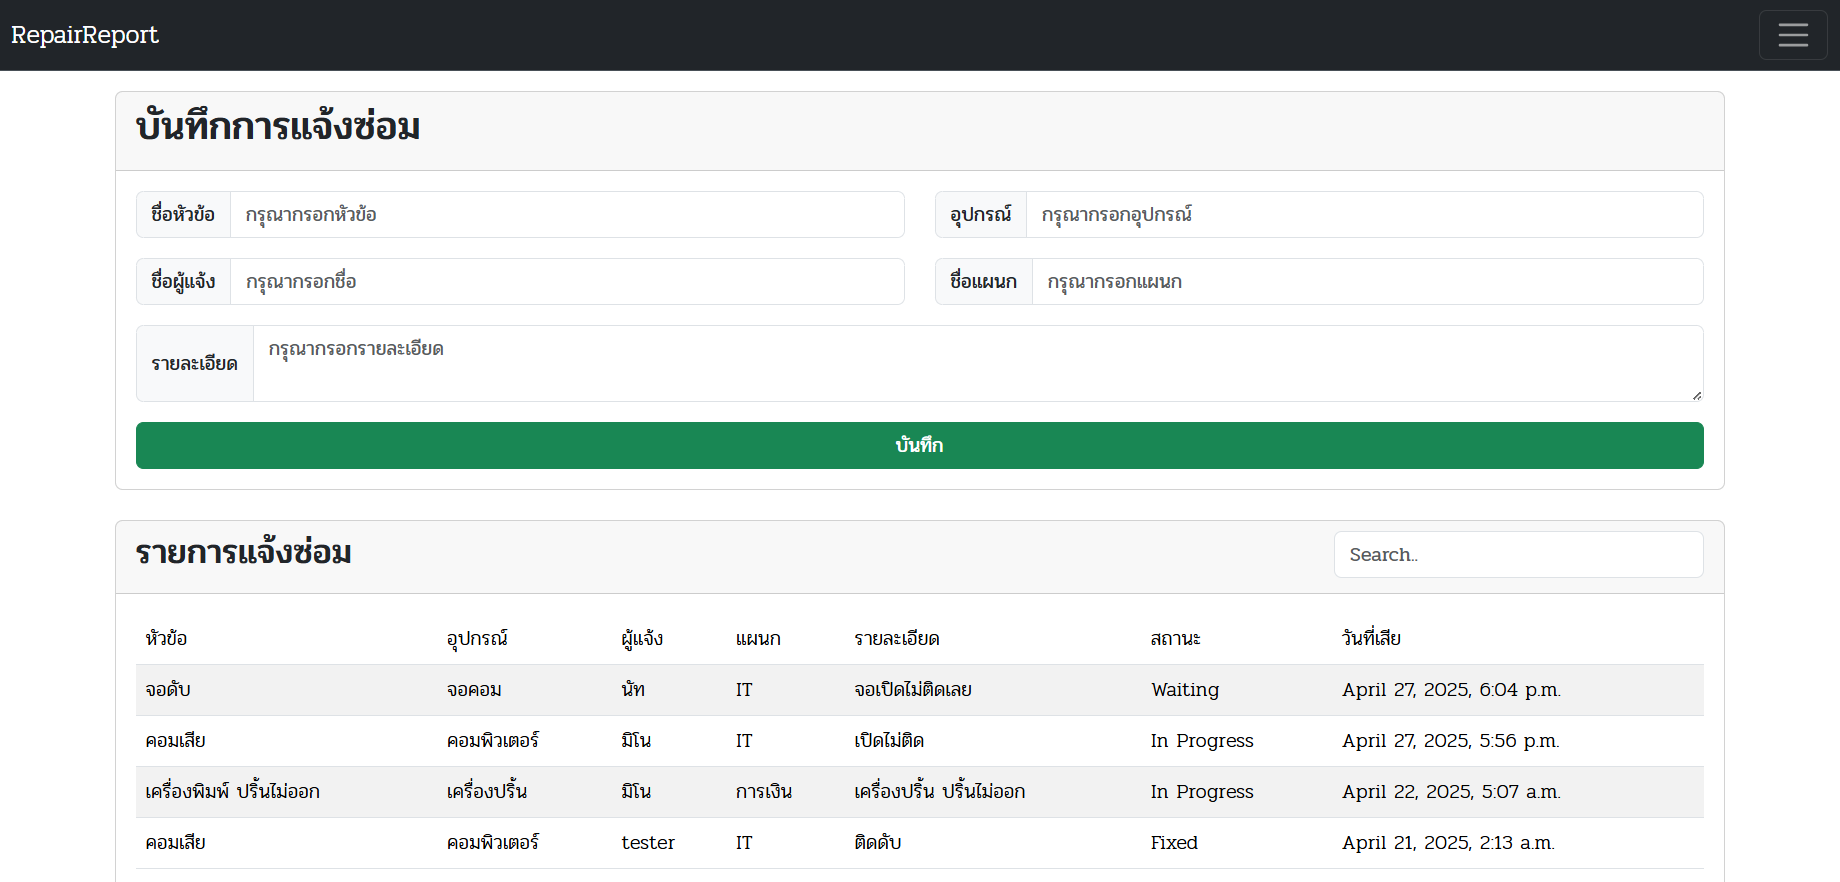 RepairReport
บันทึกการแจ้งซ่อม
ชื่อหัวข้อ กรุณากรอกหัวข้อ อุปกรณ์ กรุณากรอกอุปกรณ์
ชื่อผู้แจ้ง กรุณากรอกชื่อ ชื่อแผนก กรุณากรอกแผนก
รายละเอียด กรุณากรอกรายละเอียด
บันทึก
รายการแจ้งซ่อม Search..
หัวข้อ อุปกรณ์ ผู้แจ้ง แผนก รายละเอียด สถานะ วันที่เสีย
จอดับ จอคอม นัท IT จอเปิดไม่ติดเลย Waiting April 27, 2025, 6:04 p.m.
คอมเสีย คอมพิวเตอร์ มิโน IT เปิดไม่ติด In Progress April 27, 2025, 5:56 p.m.
เครื่องพิมพ์ ปริ้นไม่ออก เครื่องปริ้น มิโน การเงิน เครื่องปริ้น ปริ้นไม่ออก In Progress April 22, 2025, 5:07 a.m.
คอมเสีย คอมพิวเตอร์ tester IT ติดดับ Fixed April 21, 2025, 2:13 a.m.